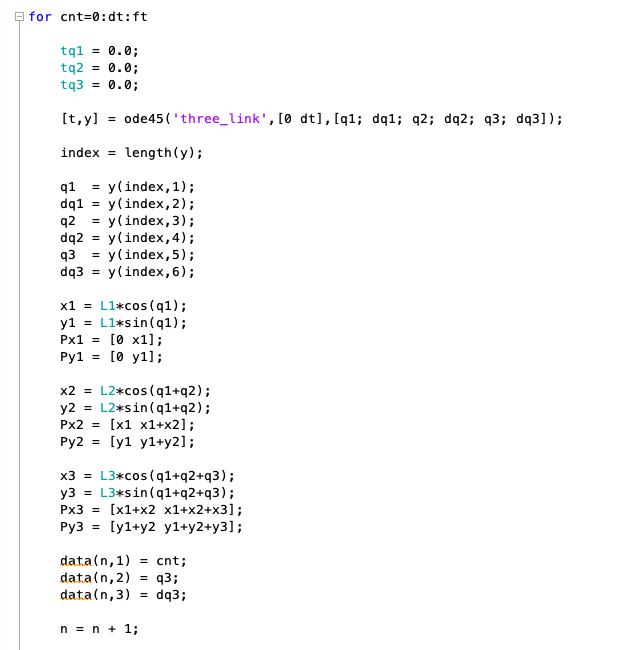 for cnt=0:dt:ft
tq1 = 0.0;
tq2 = 0.0;
tq3 = 0.0;
[t,y] = ode45('three_link',[0 dt],[q1; dq1; q2; dq2; q3; dq3]);
index = length(y);
q1  = y(index,1);
dq1 = y(index,2);
q2  = y(index,3);
dq2 = y(index,4);
q3  = y(index,5);
dq3 = y(index,6);
x1 = L1*cos(q1);
y1 = L1*sin(q1);
Px1 = [0 x1];
Py1 = [0 y1];
x2 = L2*cos(q1+q2);
y2 = L2*sin(q1+q2);
Px2 = [x1 x1+x2];
Py2 = [y1 y1+y2];
x3 = L3*cos(q1+q2+q3);
y3 = L3*sin(q1+q2+q3);
Px3 = [x1+x2 x1+x2+x3];
Py3 = [y1+y2 y1+y2+y3];
data(n,1) = cnt;
data(n,2) = q3;
data(n,3) = dq3;
n = n + 1;